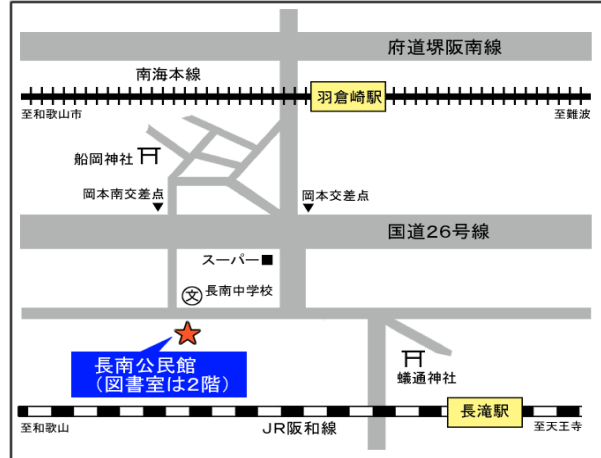 府道堺阪南線
南海本線
羽倉崎駅
至和歌山市
至難波
船岡神社
岡本南交差点
岡本交差点
国道26号線
スーパー
文
長南中学校
長南公民館
(図書室は2階)
蟻通神社
長滝駅
至和歌山
JR阪和線
至天王寺